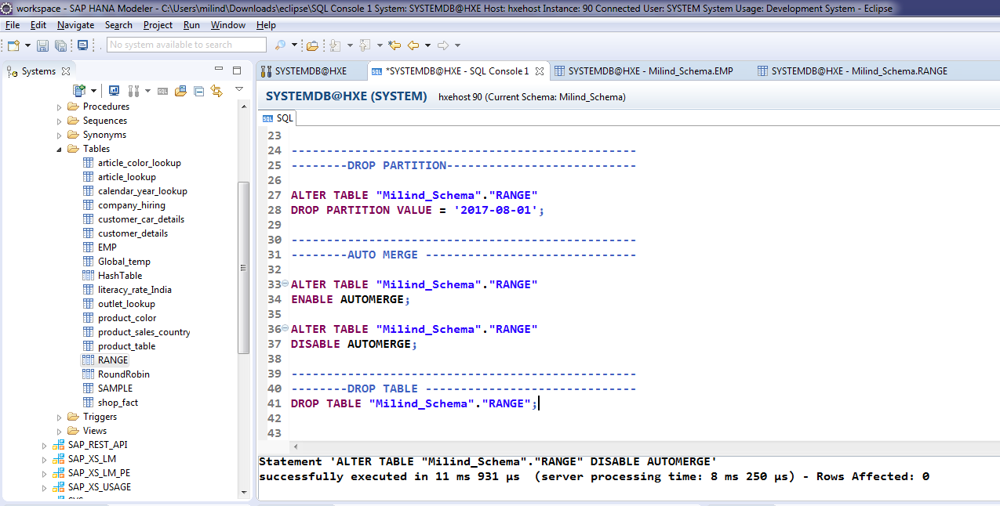 workspace - SAP HANA Modeler - C:\Users\milind\Downloads\eclipse\SQL Console 1 System: SYSTEMDB@HXE Host: hxehost Instance: 90 Connected User: SYSTEM System Usage: Development System - Eclipse
File Edit Navigate Search Project Run Window Help
No system available to search
Systems
SYSTEMDB@HXE
*SYSTEMDB@HXE - SQL Console 1
SYSTEMDB@HXE - Milind_Schema.EMP
SYSTEMDB@HXE - Milind_Schema.RANGE
SQL
Procedures
Sequences
Synonyms
Tables
article_color_lookup
article_lookup
calendar_year_lookup
company_hiring
customer_car_details
customer_details
EMP
Global_temp
HashTable
literacy_rate_India
outlet_lookup
product_color
product_sales_country
product_table
RANGE
RoundRobin
SAMPLE
shop_fact
Triggers
Views
SAP_REST_API
SAP_XS_LM
SAP_XS_LM_PE
SAP_XS_USAGE
SYSTEMDB@HXE (SYSTEM) hxehost 90 (Current Schema: Milind_Schema)
SQL SQL
23
24 -------------------------------------------------
25 --------DROP PARTITION---------------------------
26
27 ALTER TABLE "Milind_Schema"."RANGE"
28 DROP PARTITION VALUE = '2017-08-01';
29
30 -------------------------------------------------
31 --------AUTO MERGE ------------------------------
32
33 ALTER TABLE "Milind_Schema"."RANGE"
34 ENABLE AUTOMERGE;
35
36 ALTER TABLE "Milind_Schema"."RANGE"
37 DISABLE AUTOMERGE;
38
39 -------------------------------------------------
40 --------DROP TABLE ------------------------------
41 DROP TABLE "Milind_Schema"."RANGE";
42
43
Statement 'ALTER TABLE "Milind_Schema"."RANGE" DISABLE AUTOMERGE'
successfully executed in 11 ms 931 µs (server processing time: 8 ms 250 µs) - Rows Affected: 0